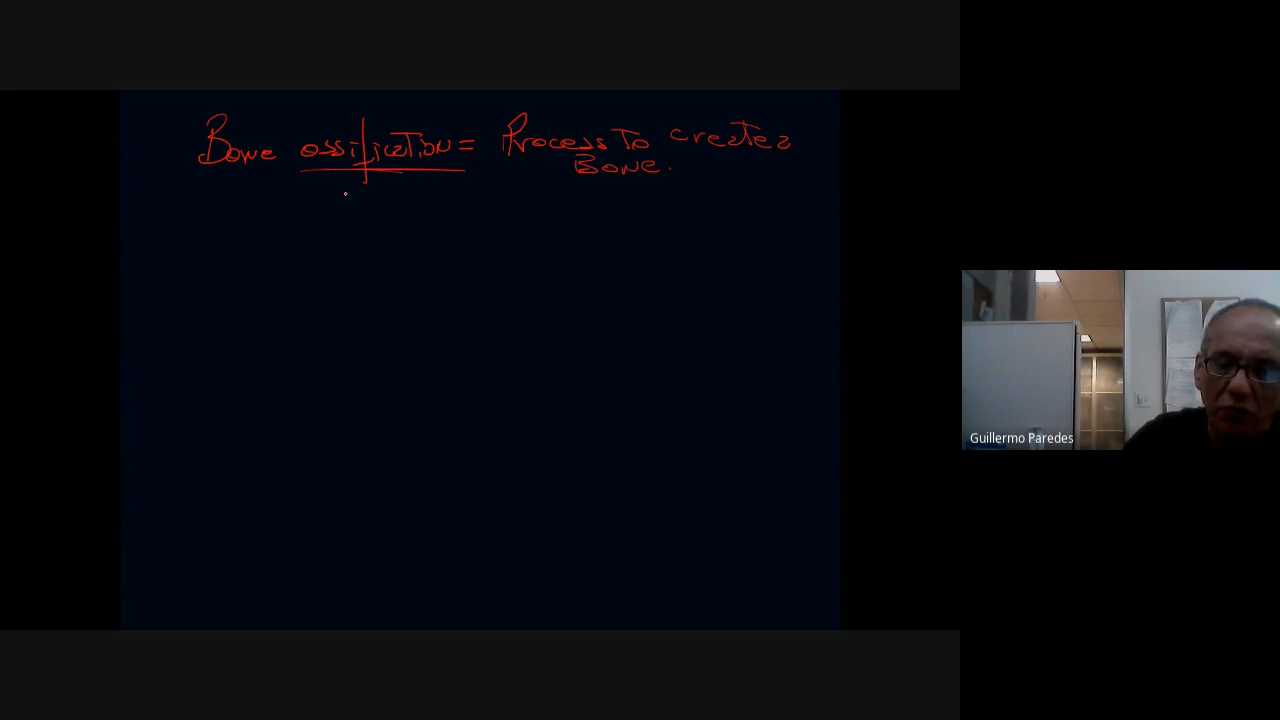 Bone ossification = Process To create a
Bone.
Guillermo Paredes